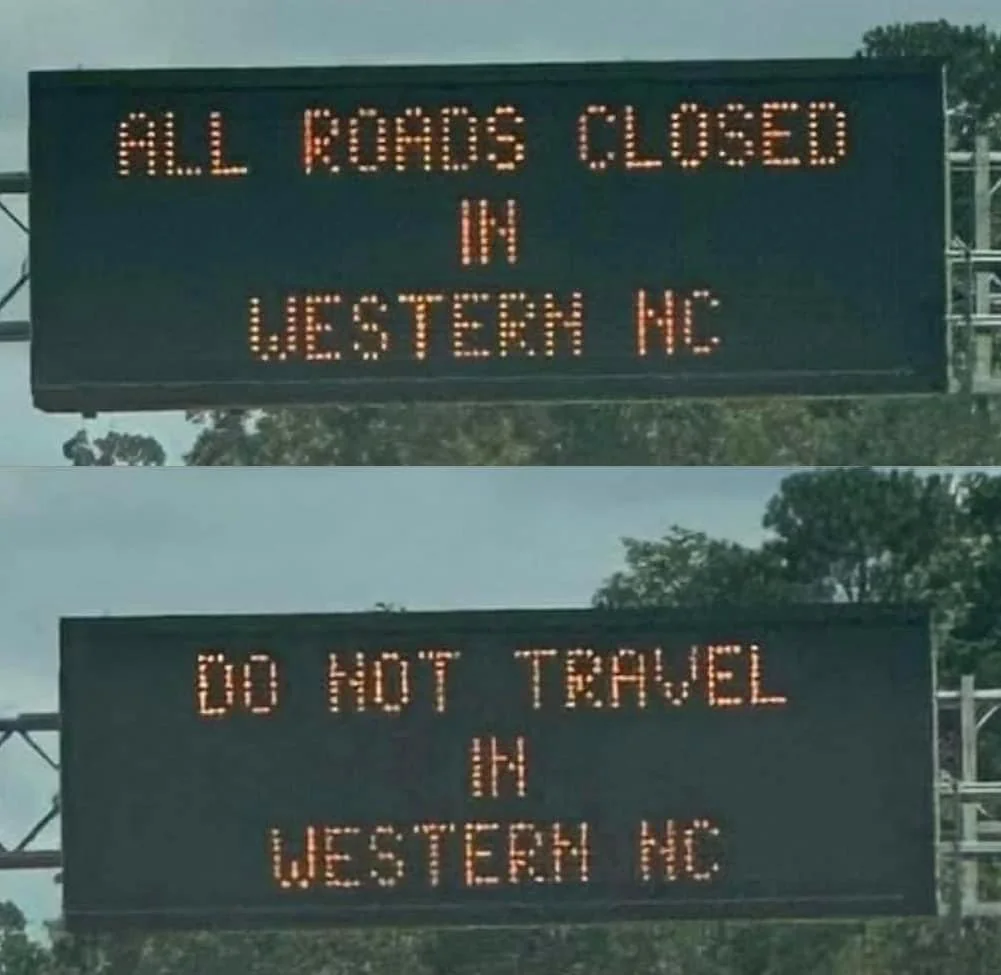 ALL ROADS CLOSED
IN
WESTERN NC
DO NOT TRAVEL
IN
WESTERN NC